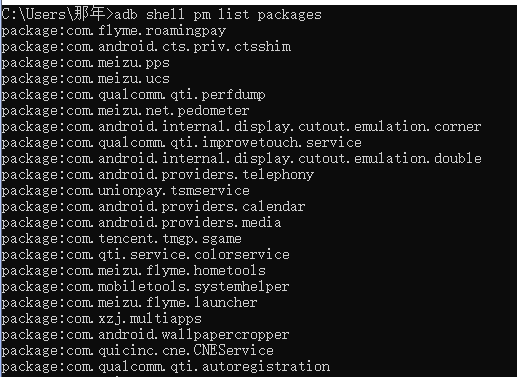 C:\Users\那年>adb shell pm list packages
package:com.flyme.roamingpay
package:com.android.cts.priv.ctsshim
package:com.meizu.pps
package:com.meizu.ucs
package:com.qualcomm.qti.perfdump
package:com.meizu.net.pedometer
package:com.android.internal.display.cutout.emulation.corner
package:com.qualcomm.qti.improvetouch.service
package:com.android.internal.display.cutout.emulation.double
package:com.android.providers.telephony
package:com.unionpay.tsmservice
package:com.android.providers.calendar
package:com.android.providers.media
package:com.tencent.tmgp.sgame
package:com.qti.service.colorservice
package:com.meizu.flyme.hometools
package:com.mobiletools.systemhelper
package:com.meizu.flyme.launcher
package:com.xzj.multiapps
package:com.android.wallpapercropper
package:com.quicinc.cne.CNEService
package:com.qualcomm.qti.autoregistration